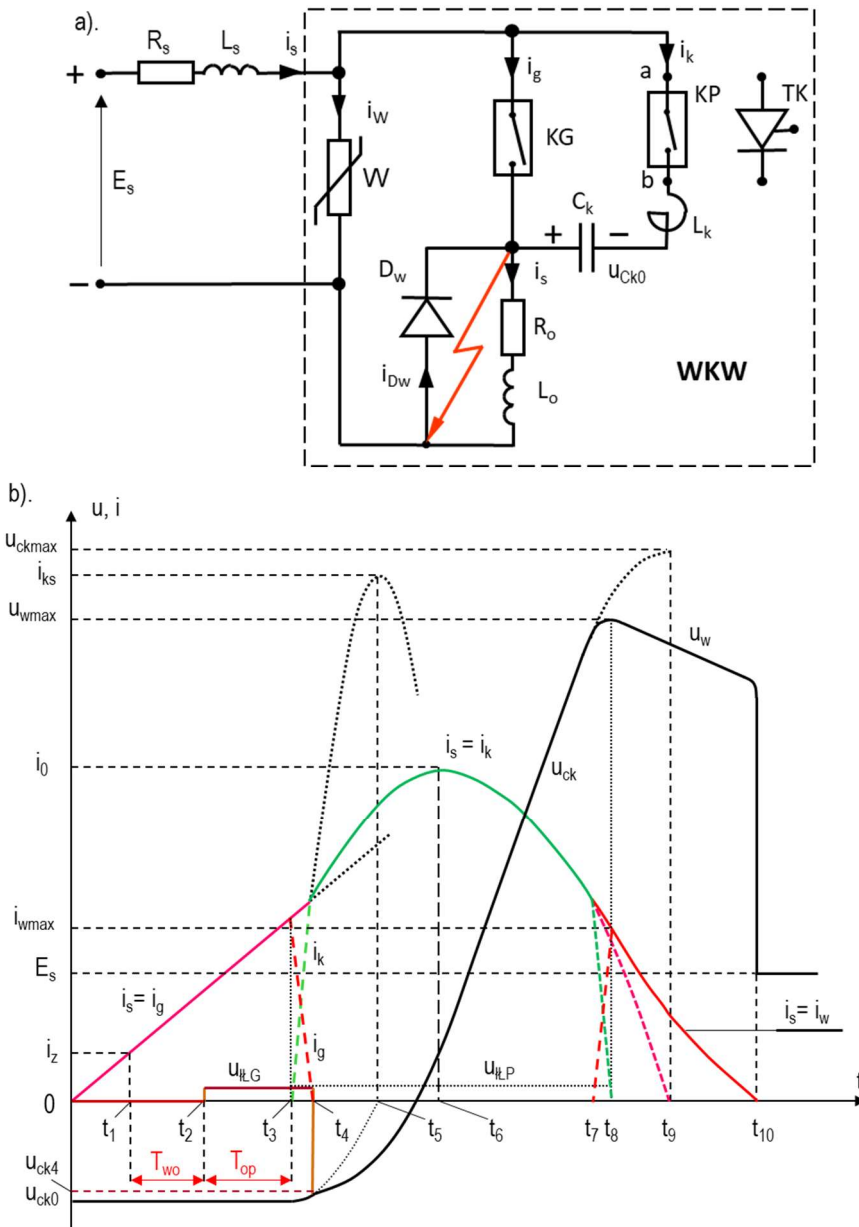 a).
R_s L_s i_s
+
i_g
i_k
a
KP
TK
i_W
W
KG
b
E_s
C_k
L_k
+ −
u_Ck0
−
D_w
i_s
R_o
i_Dw
L_o
WKW
b).
u, i
u_ckmax
i_ks
u_wmax
u_w
i_0
i_s = i_k
u_ck
i_wmax
i_k
E_s
i_s= i_g
i_s = i_w
i_z
i_g
u_ŁG
u_ŁP
0
t
t_1 t_2 t_3 t_4 t_5 t_6 t_7 t_8 t_9 t_10
u_ck4
T_wo T_op
u_ck0